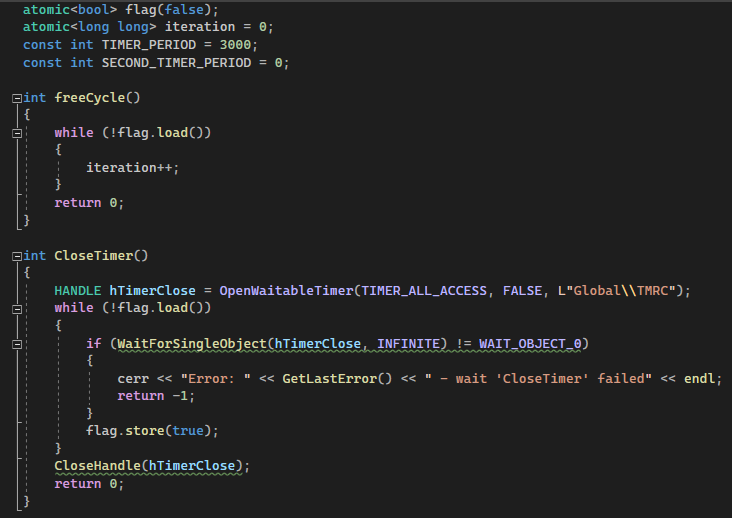 atomic<bool> flag(false);
atomic<long long> iteration = 0;
const int TIMER_PERIOD = 3000;
const int SECOND_TIMER_PERIOD = 0;
int freeCycle()
{
while (!flag.load())
{
iteration++;
}
return 0;
}
int CloseTimer()
{
HANDLE hTimerClose = OpenWaitableTimer(TIMER_ALL_ACCESS, FALSE, L"Global\\TMRC");
while (!flag.load())
{
if (WaitForSingleObject(hTimerClose, INFINITE) != WAIT_OBJECT_0)
{
cerr << "Error: " << GetLastError() << " - wait 'CloseTimer' failed" << endl;
return -1;
}
flag.store(true);
}
CloseHandle(hTimerClose);
return 0;
}